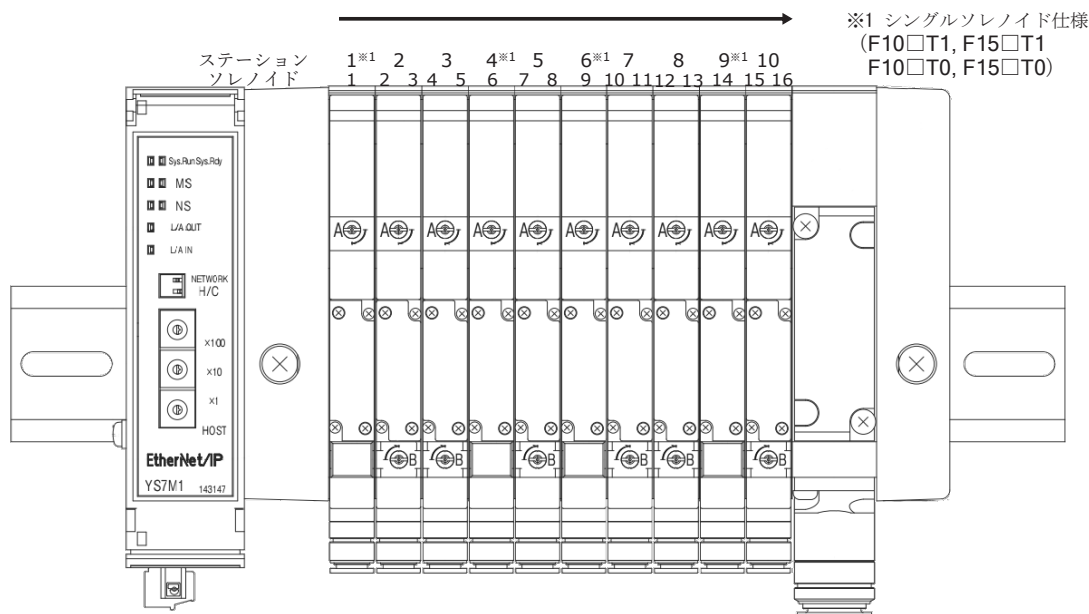 ※1 シングルソレノイド仕様
(F10□T1, F15□T1
F10□T0, F15□T0)
ステーション 1※1 2 3 4※1 5 6※1 7 8 9※1 10
ソレノイド 1 2 3 4 5 6 7 8 9 10 11 12 13 14 15 16
Sys.Run Sys.Rdy
MS
NS
L/A OUT
L/A IN
NETWORK
H/C
×100
×10
×1
HOST
EtherNet/IP
YS7M1 143147
A A A A A A A A A A
B B B B B B